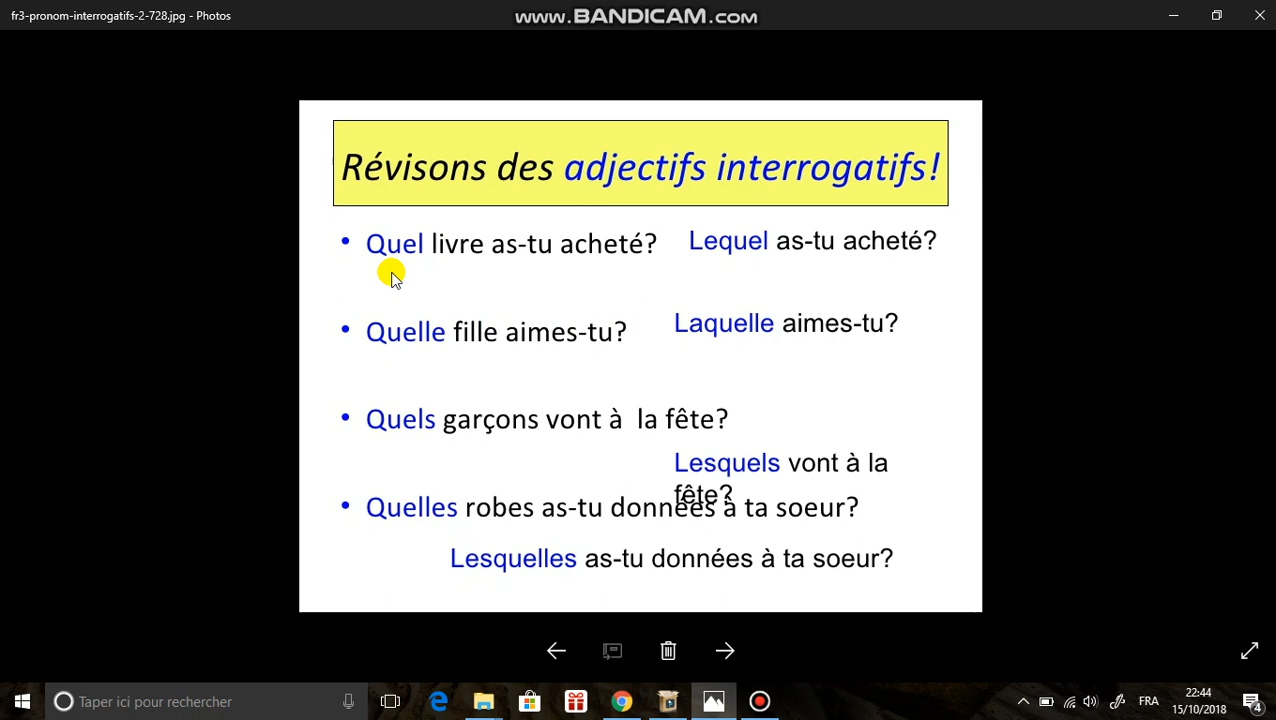 fr3-pronom-interrogatifs-2-728.jpg - Photos
www.BANDICAM.com
Révisons des adjectifs interrogatifs!
• Quel livre as-tu acheté?
Lequel as-tu acheté?
• Quelle fille aimes-tu?
Laquelle aimes-tu?
• Quels garçons vont à la fête?
Lesquels vont à la
fête?
• Quelles robes as-tu données à ta soeur?
Lesquelles as-tu données à ta soeur?
Taper ici pour rechercher
FRA
22:44
15/10/2018
4